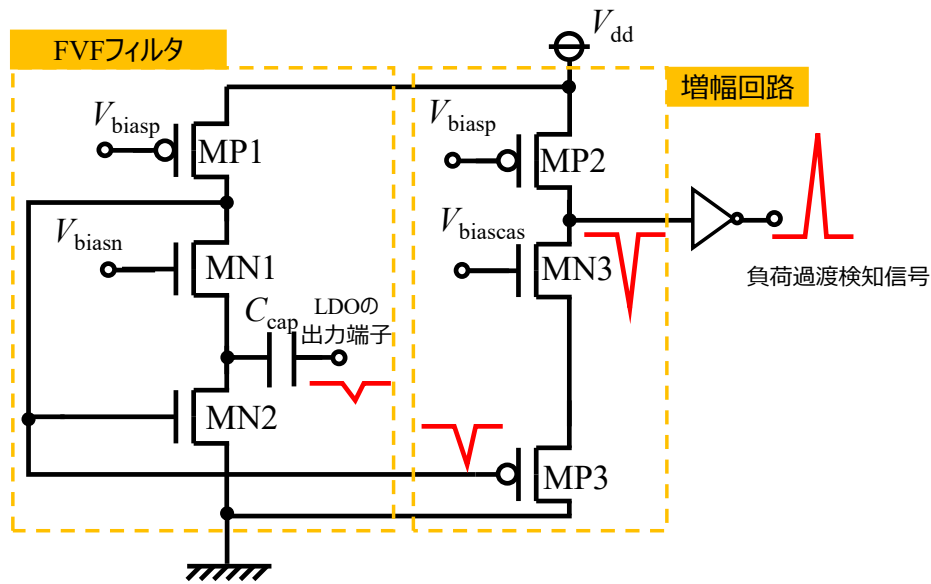 FVFフィルタ
Vdd
増幅回路
Vbiasp
MP1
Vbiasp
MP2
Vbiasn
MN1
Vbiascas
MN3
負荷過渡検知信号
Ccap
LDOの
出力端子
MN2
MP3